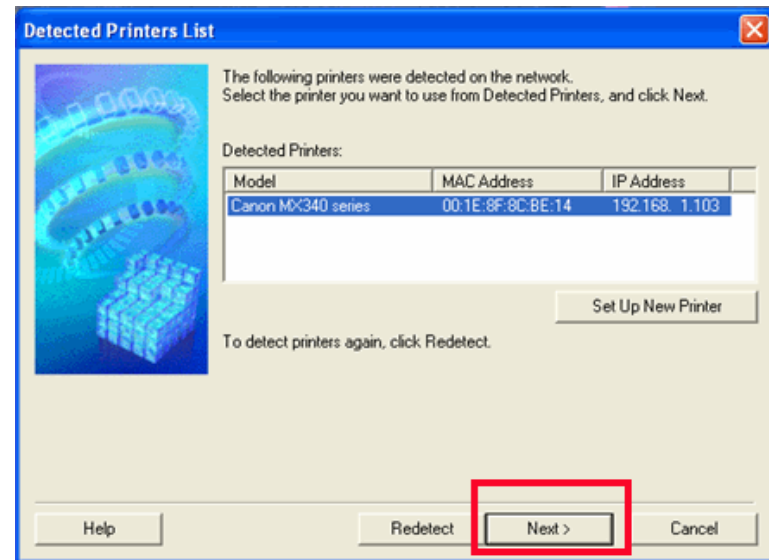 Detected Printers List
The following printers were detected on the network.
Select the printer you want to use from Detected Printers, and click Next.
Detected Printers:
Model MAC Address IP Address
Canon MX340 series 00:1E:8F:8C:BE:14 192.168. 1.103
Set Up New Printer
To detect printers again, click Redetect.
Help Redetect Next > Cancel